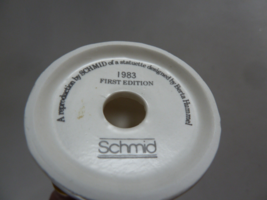 A reproduction by SCHMID of a statuette designed by Berta Hummel
1983
FIRST EDITION
Schmid